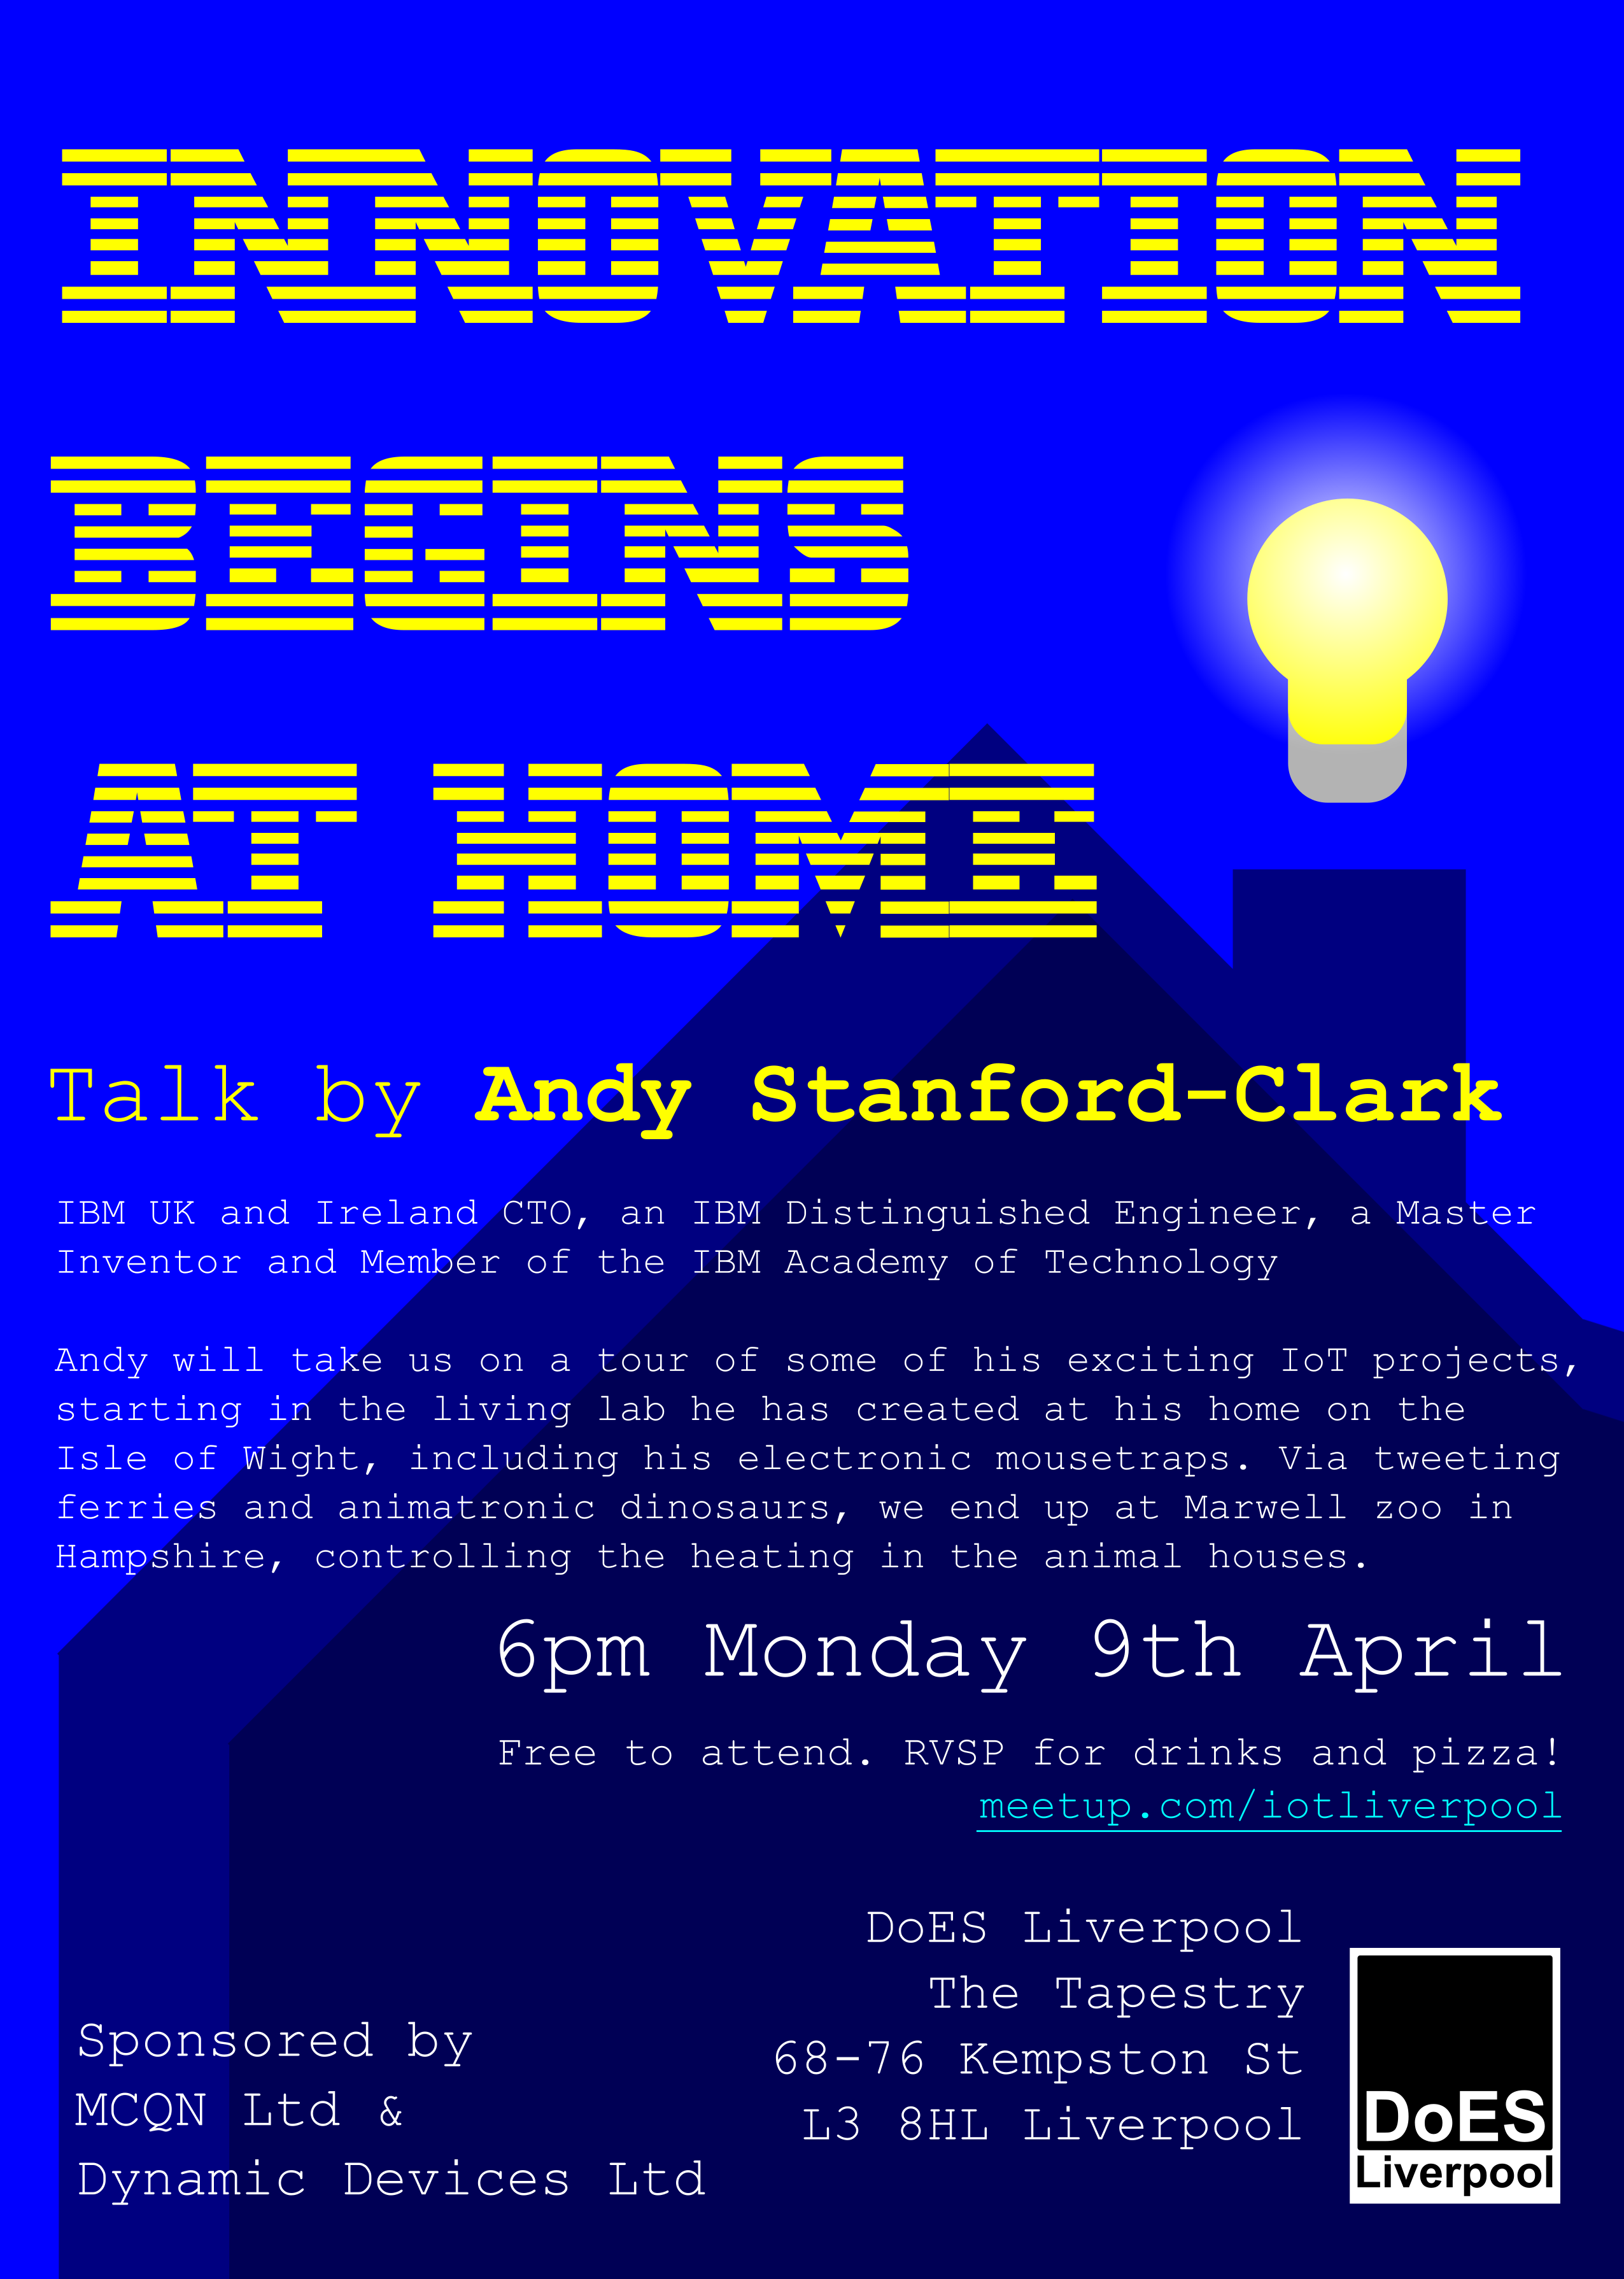 INNOVATION
BEGINS
AT HOME
Talk by Andy Stanford-Clark
IBM UK and Ireland CTO, an IBM Distinguished Engineer, a Master
Inventor and Member of the IBM Academy of Technology
Andy will take us on a tour of some of his exciting IoT projects,
starting in the living lab he has created at his home on the
Isle of Wight, including his electronic mousetraps. Via tweeting
ferries and animatronic dinosaurs, we end up at Marwell zoo in
Hampshire, controlling the heating in the animal houses.
6pm Monday 9th April
Free to attend. RVSP for drinks and pizza!
meetup.com/iotliverpool
DoES Liverpool
The Tapestry
68-76 Kempston St
L3 8HL Liverpool
Sponsored by
MCQN Ltd &
Dynamic Devices Ltd
DoES
Liverpool